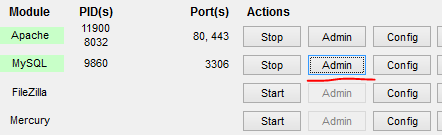 Module PID(s) Port(s) Actions
Apache 11900 8032 80, 443 Stop Admin Config
MySQL 9860 3306 Stop Admin Config
FileZilla Start Admin Config
Mercury Start Admin Config